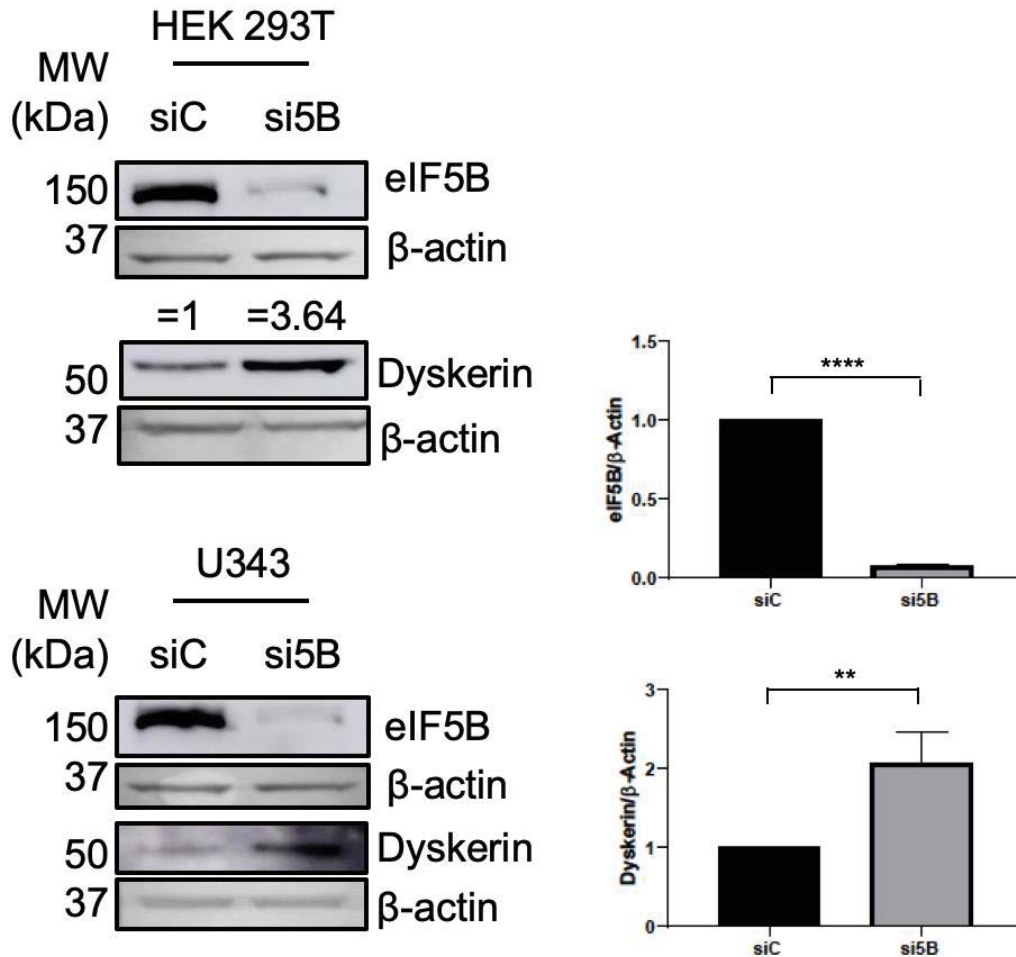 HEK 293T
MW
(kDa) siC si5B
150 eIF5B
37 β-actin
=1 =3.64
50 Dyskerin
37 β-actin
U343
MW
(kDa) siC si5B
150 eIF5B
37 β-actin
50 Dyskerin
37 β-actin
1.5
****
1.0
0.5
0.0
eIF5B/β-Actin
siC si5B
3
**
2
1
0
Dyskerin/β-Actin
siC si5B